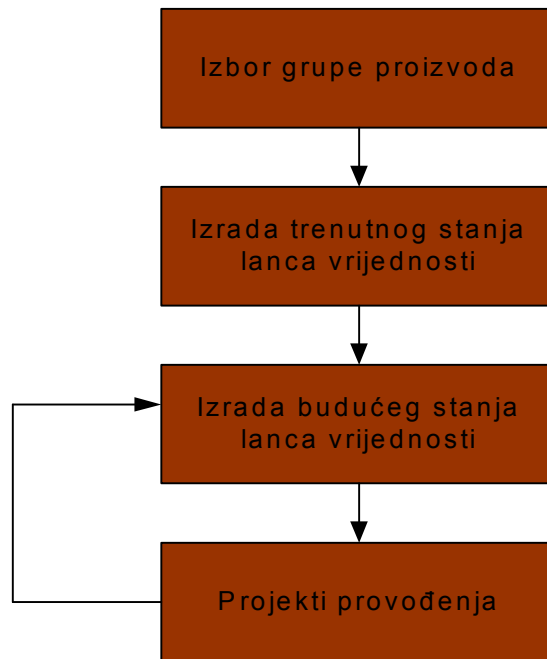 Izbor grupe proizvoda
Izrada trenutnog stanja
lanca vrijednosti
Izrada budućeg stanja
lanca vrijednosti
Projekti provođenja